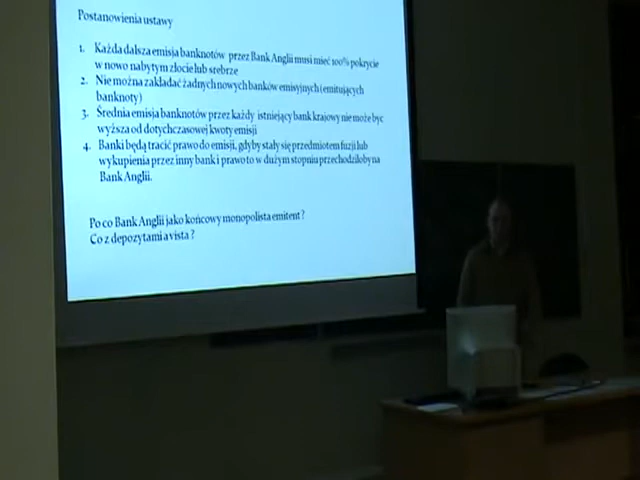 Postanowienia ustawy
1. Każda dalsza emisja banknotów przez Bank Anglii musi mieć 100% pokrycie
w nowo nabytym złocie lub srebrze
2. Nie można zakładać żadnych nowych banków emisyjnych (emitujących
banknoty)
3. Średnia emisja banknotów przez każdy istniejący bank krajowy nie może być
wyższa od dotychczasowej kwoty emisji
4. Banki będą tracić prawo do emisji, gdyby stały się przedmiotem fuzji lub
wykupienia przez inny bank i prawo to w dużym stopniu przechodziłoby na
Bank Anglii.
Po co Bank Anglii jako końcowy monopolista emitent ?
Co z depozytami a vista ?